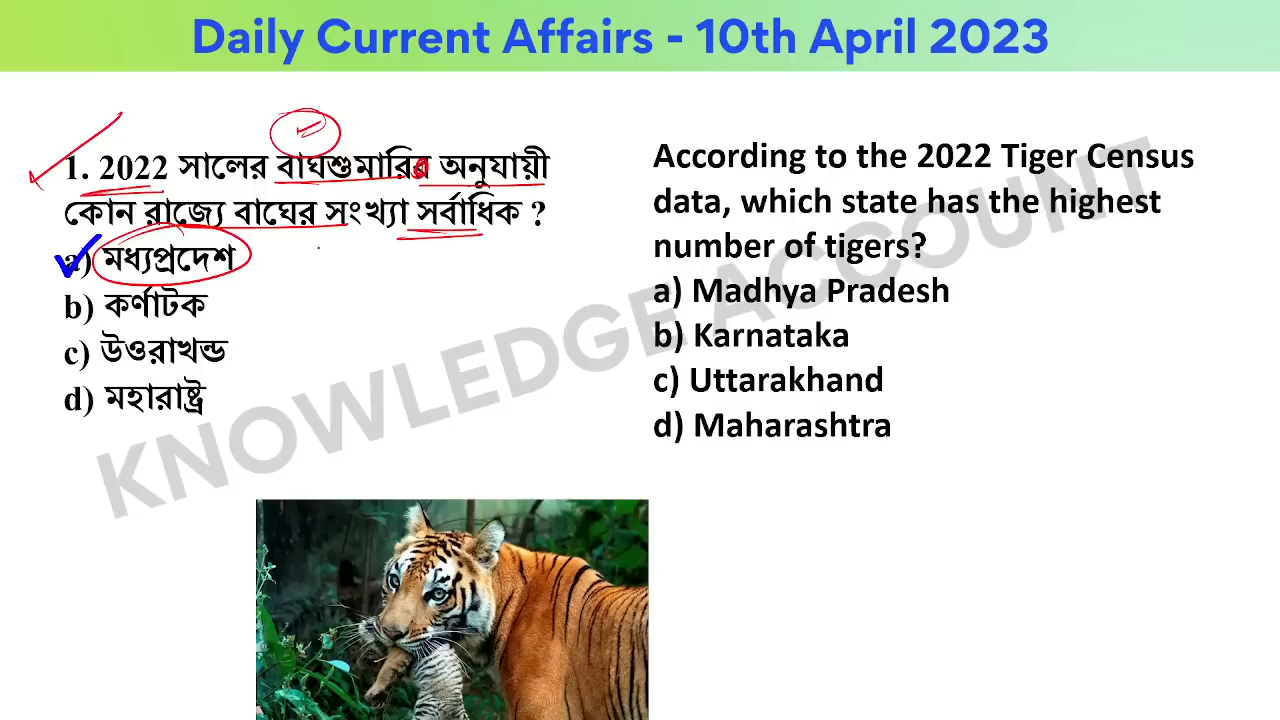 Daily Current Affairs - 10th April 2023
1. 2022 সালের বাঘশুমারির অনুযায়ী
কোন রাজ্যে বাঘের সংখ্যা সর্বাধিক ?
a) মধ্যপ্রদেশ
b) কর্ণাটক
c) উওরাখন্ড
d) মহারাষ্ট্র
According to the 2022 Tiger Census
data, which state has the highest
number of tigers?
a) Madhya Pradesh
b) Karnataka
c) Uttarakhand
d) Maharashtra
KNOWLEDGE ACCOUNT